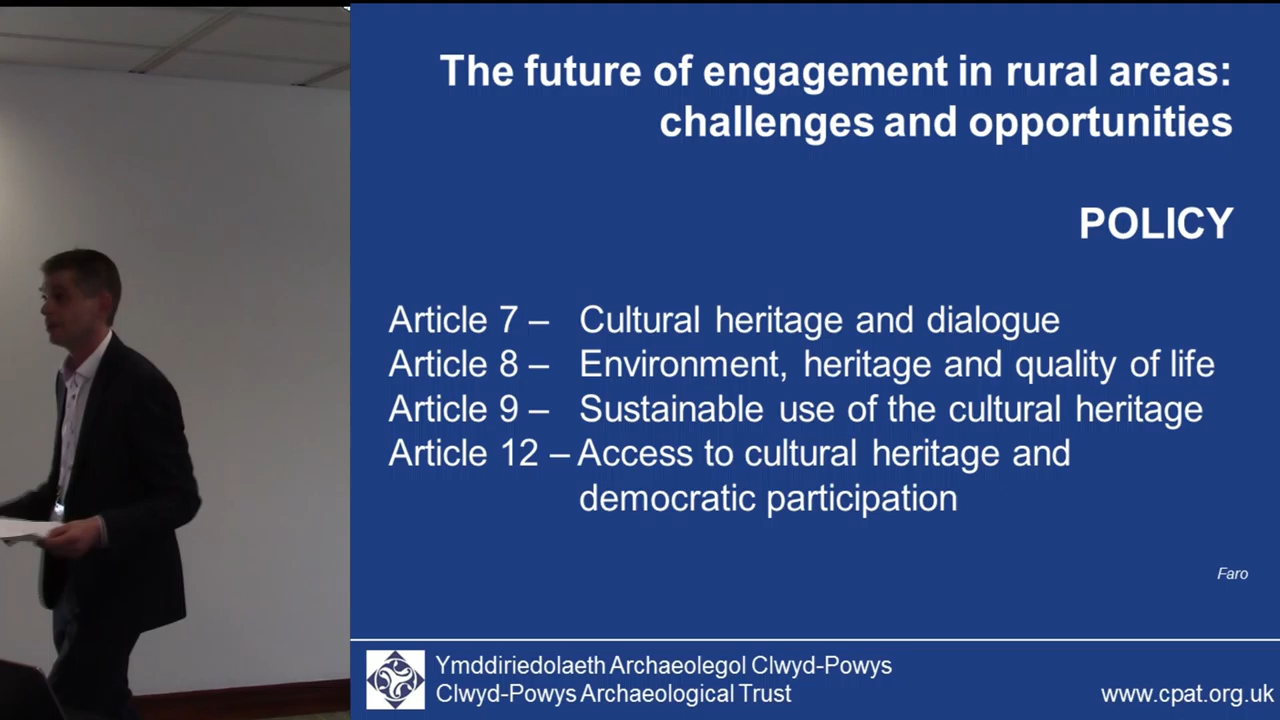 The future of engagement in rural areas:
challenges and opportunities
POLICY
Article 7 – Cultural heritage and dialogue
Article 8 – Environment, heritage and quality of life
Article 9 – Sustainable use of the cultural heritage
Article 12 – Access to cultural heritage and
democratic participation
Faro
Ymddiriedolaeth Archaeolegol Clwyd-Powys
Clwyd-Powys Archaeological Trust
www.cpat.org.uk